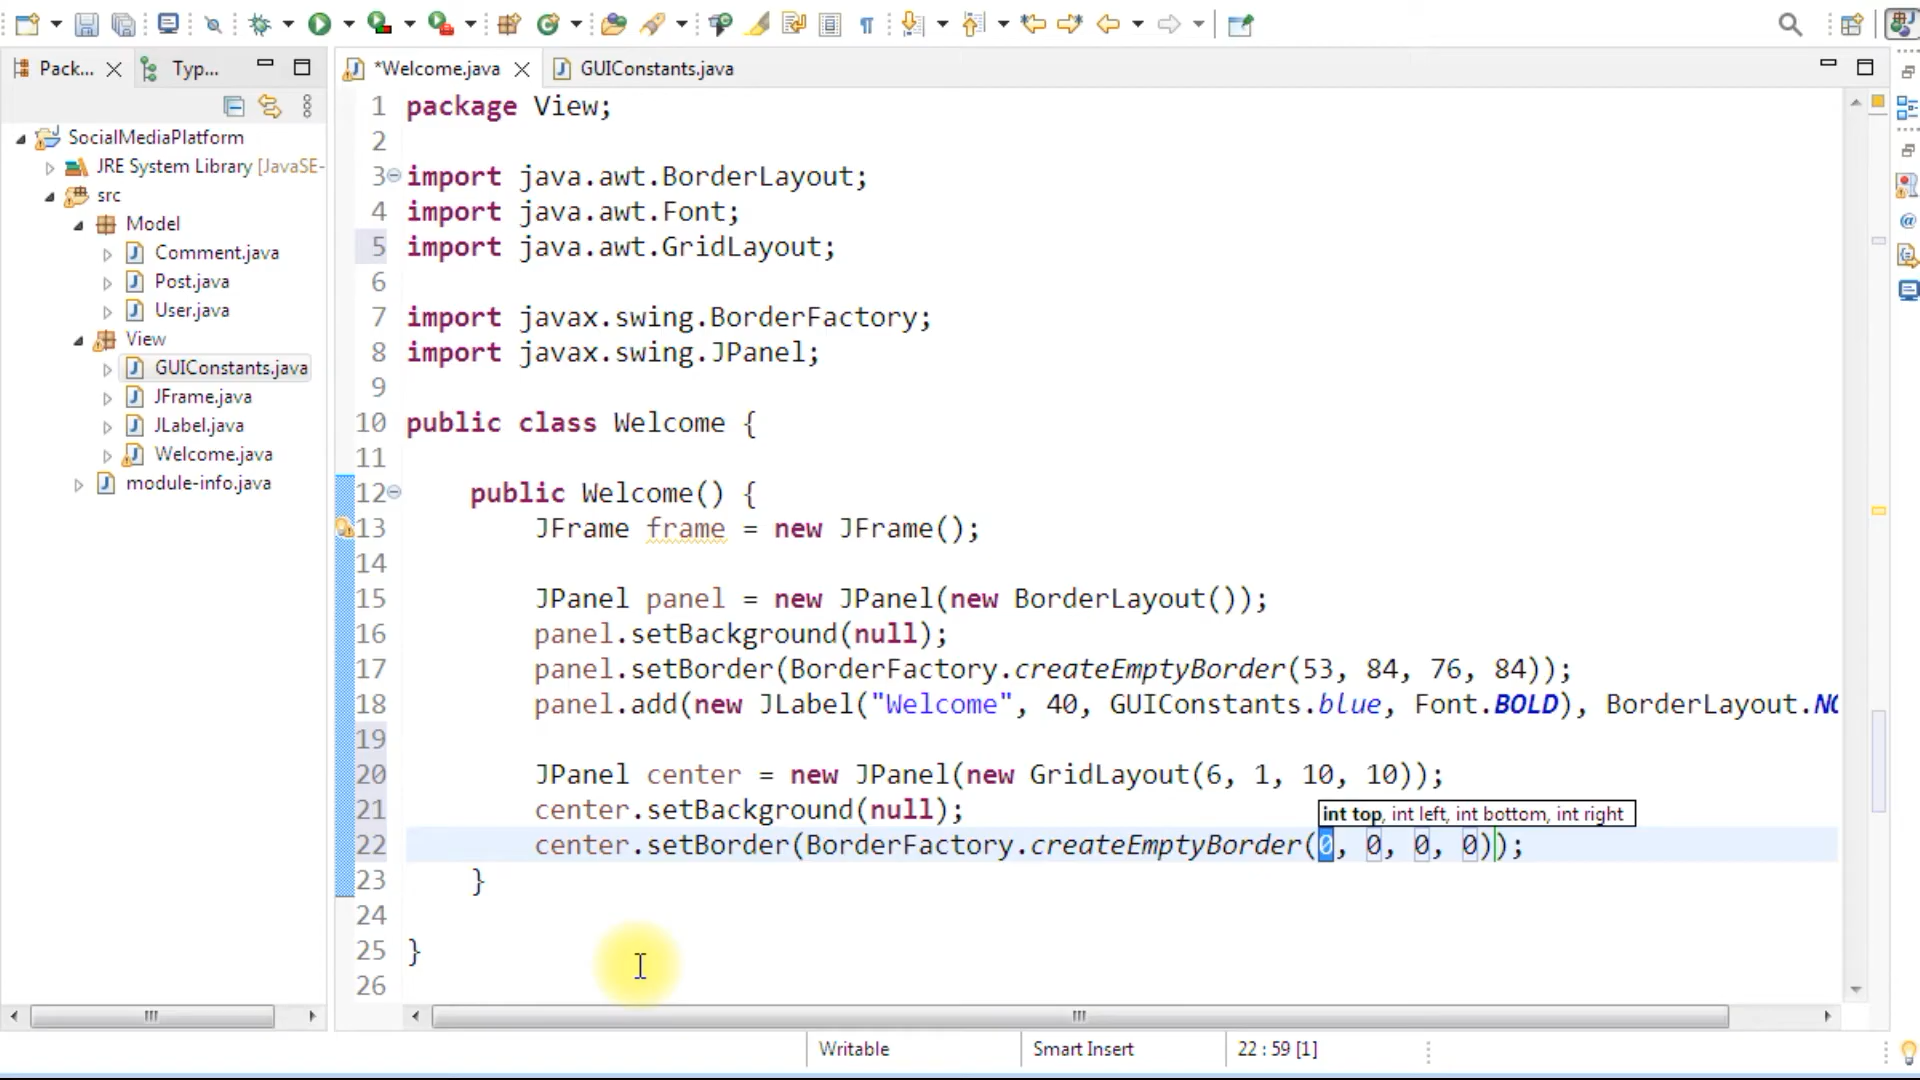 Pack...
Typ...
*Welcome.java
GUIConstants.java
SocialMediaPlatform
JRE System Library [JavaSE-
src
Model
Comment.java
Post.java
User.java
View
GUIConstants.java
JFrame.java
JLabel.java
Welcome.java
module-info.java
1 package View;
2
3 import java.awt.BorderLayout;
4 import java.awt.Font;
5 import java.awt.GridLayout;
6
7 import javax.swing.BorderFactory;
8 import javax.swing.JPanel;
9
10 public class Welcome {
11
12 public Welcome() {
13 JFrame frame = new JFrame();
14
15 JPanel panel = new JPanel(new BorderLayout());
16 panel.setBackground(null);
17 panel.setBorder(BorderFactory.createEmptyBorder(53, 84, 76, 84));
18 panel.add(new JLabel("Welcome", 40, GUIConstants.blue, Font.BOLD), BorderLayout.NO
19
20 JPanel center = new JPanel(new GridLayout(6, 1, 10, 10));
21 center.setBackground(null);
int top, int left, int bottom, int right
22 center.setBorder(BorderFactory.createEmptyBorder(0, 0, 0, 0));
23 }
24
25 }
26
Writable
Smart Insert
22 : 59 [1]